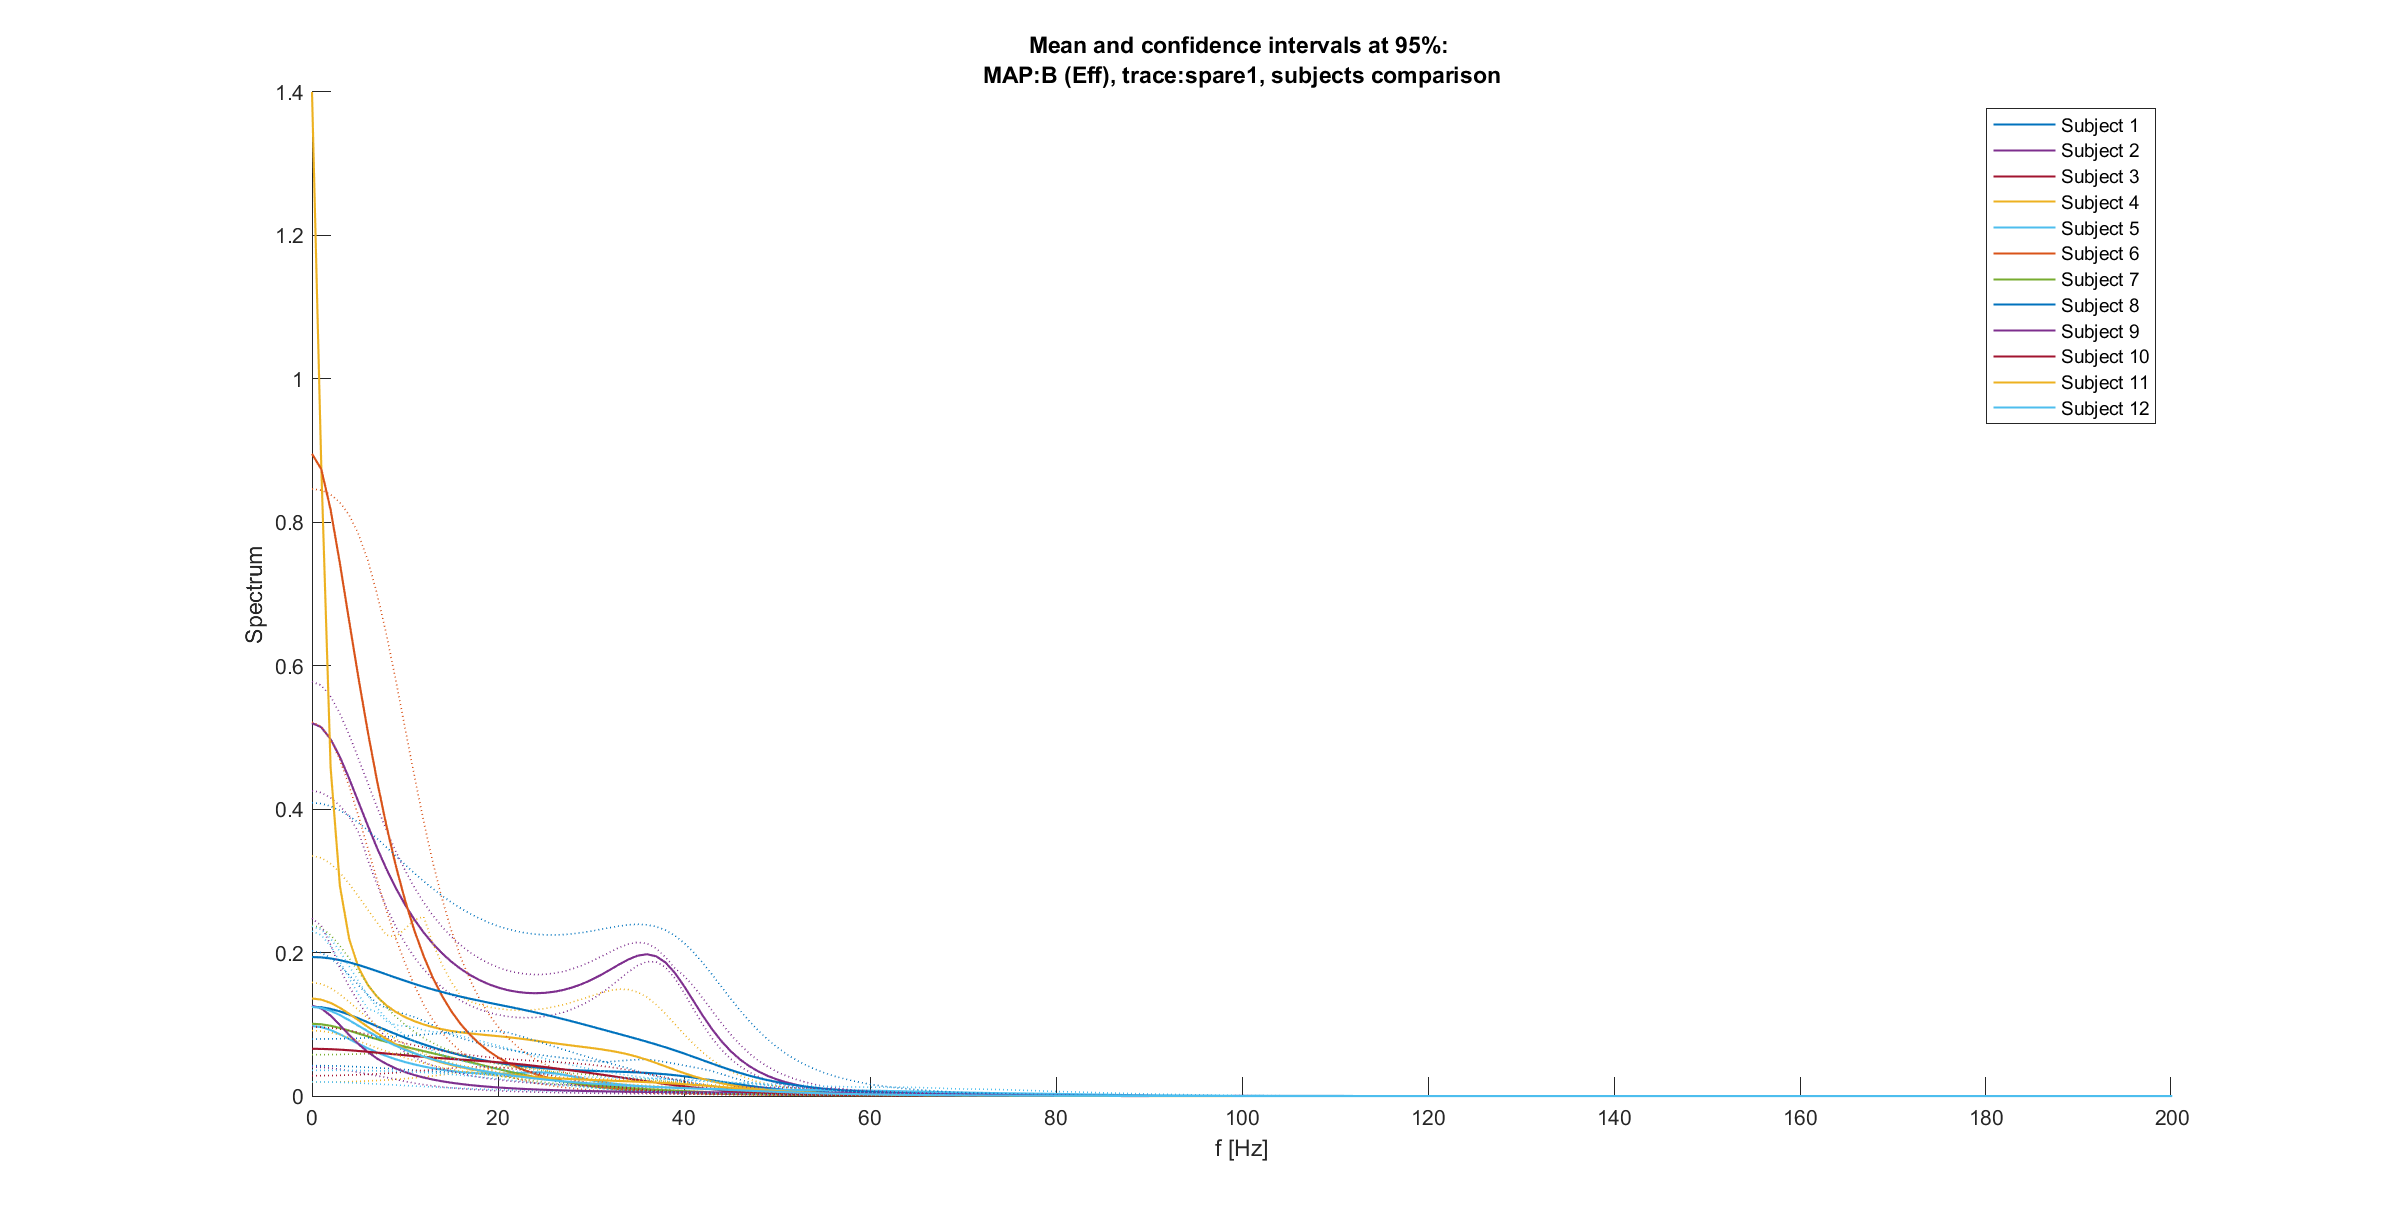 Mean and confidence intervals at 95%:
MAP:B (Eff), trace:spare1, subjects comparison
1.4
1.2
1
0.8
0.6
0.4
0.2
0
Spectrum
Subject 1
Subject 2
Subject 3
Subject 4
Subject 5
Subject 6
Subject 7
Subject 8
Subject 9
Subject 10
Subject 11
Subject 12
0 20 40 60 80 100 120 140 160 180 200
f [Hz]